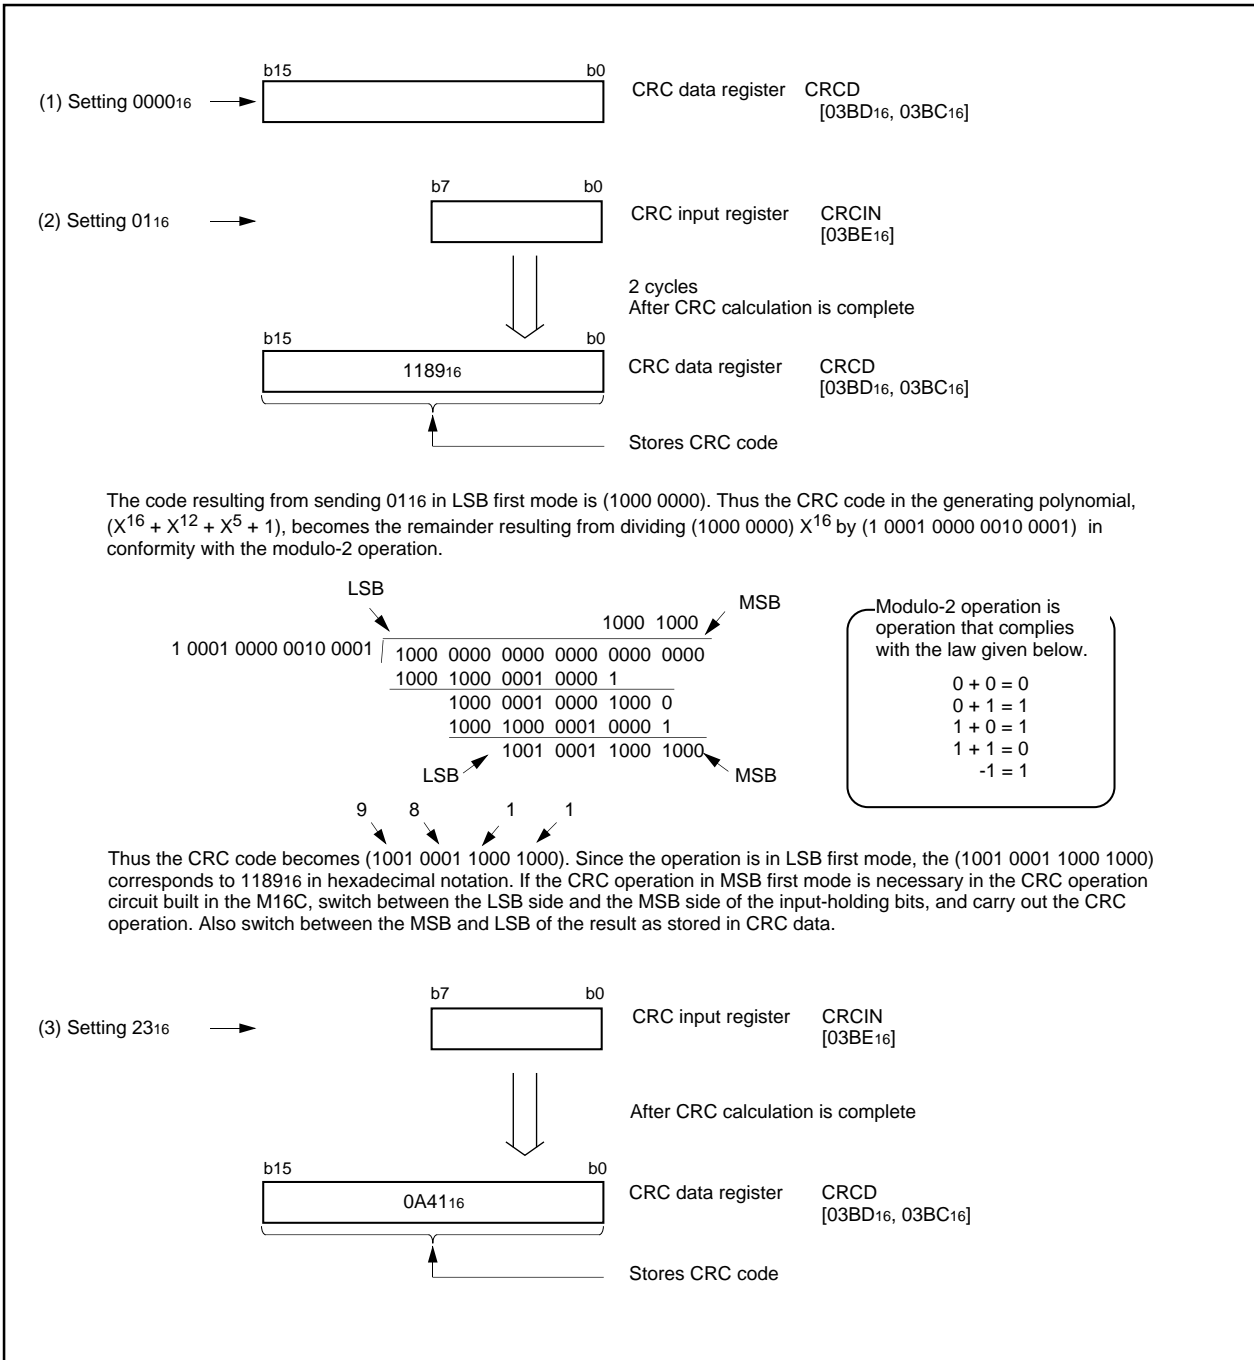 b15 b0
(1) Setting 000016 CRC data register CRCD
[03BD16, 03BC16]
b7 b0
(2) Setting 0116 CRC input register CRCIN
[03BE16]
2 cycles
After CRC calculation is complete
b15 b0
118916 CRC data register CRCD
[03BD16, 03BC16]
Stores CRC code
The code resulting from sending 0116 in LSB first mode is (1000 0000). Thus the CRC code in the generating polynomial,
(X16 + X12 + X5 + 1), becomes the remainder resulting from dividing (1000 0000) X16 by (1 0001 0000 0010 0001) in
conformity with the modulo-2 operation.
LSB MSB
1000 1000
1 0001 0000 0010 0001 1000 0000 0000 0000 0000 0000
1000 1000 0001 0000 1
1000 0001 0000 1000 0
1000 1000 0001 0000 1
1001 0001 1000 1000
LSB MSB
Modulo-2 operation is
operation that complies
with the law given below.
0 + 0 = 0
0 + 1 = 1
1 + 0 = 1
1 + 1 = 0
-1 = 1
9 8 1 1
Thus the CRC code becomes (1001 0001 1000 1000). Since the operation is in LSB first mode, the (1001 0001 1000 1000)
corresponds to 118916 in hexadecimal notation. If the CRC operation in MSB first mode is necessary in the CRC operation
circuit built in the M16C, switch between the LSB side and the MSB side of the input-holding bits, and carry out the CRC
operation. Also switch between the MSB and LSB of the result as stored in CRC data.
b7 b0
(3) Setting 2316 CRC input register CRCIN
[03BE16]
After CRC calculation is complete
b15 b0
0A4116 CRC data register CRCD
[03BD16, 03BC16]
Stores CRC code